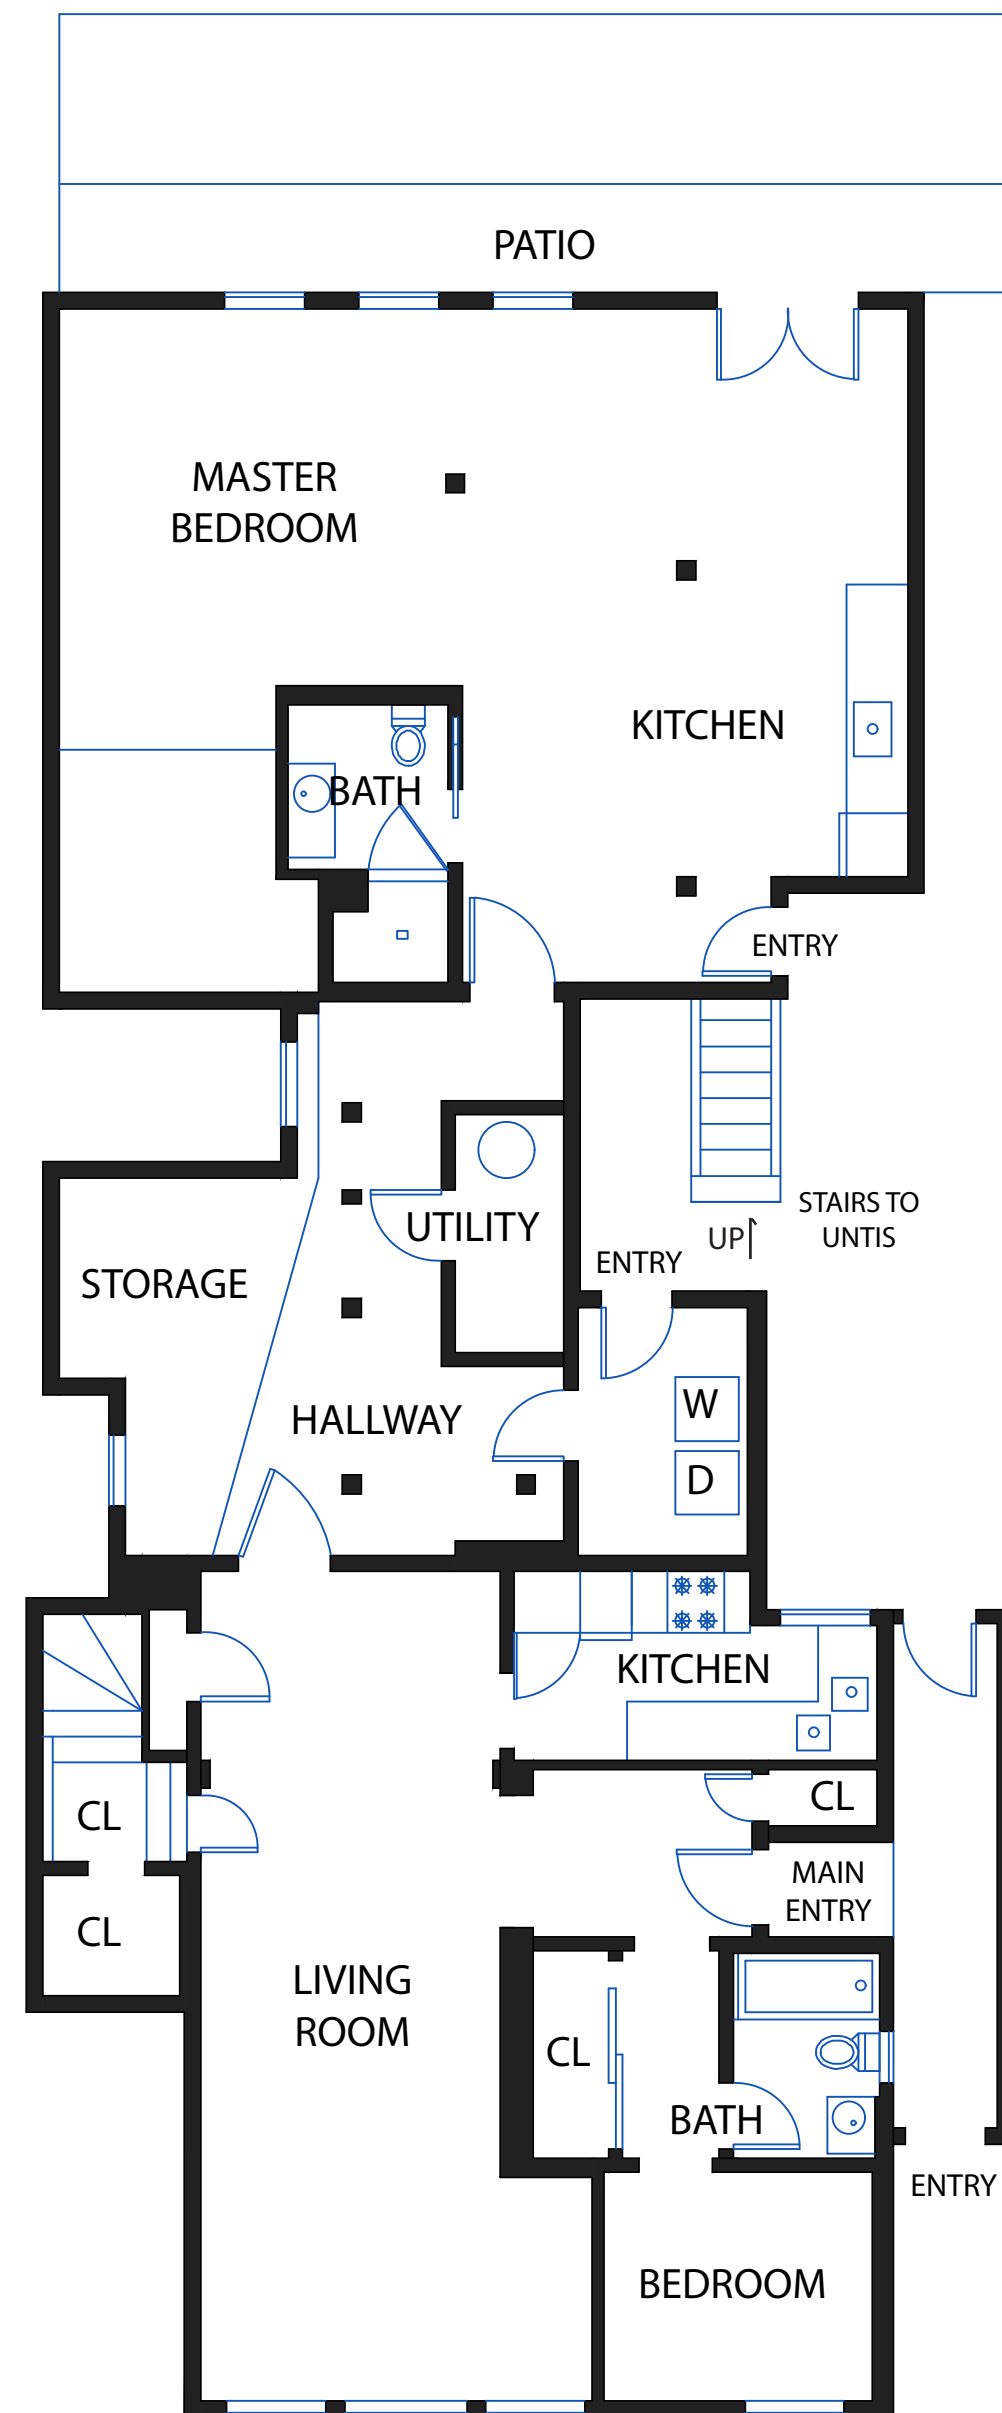 PATIO
MASTER
BEDROOM
KITCHEN
BATH
ENTRY
STAIRS TO
UNTIS
UP
UTILITY
ENTRY
STORAGE
W
HALLWAY
D
KITCHEN
CL
CL
MAIN
ENTRY
CL
LIVING
ROOM
CL
BATH
ENTRY
BEDROOM